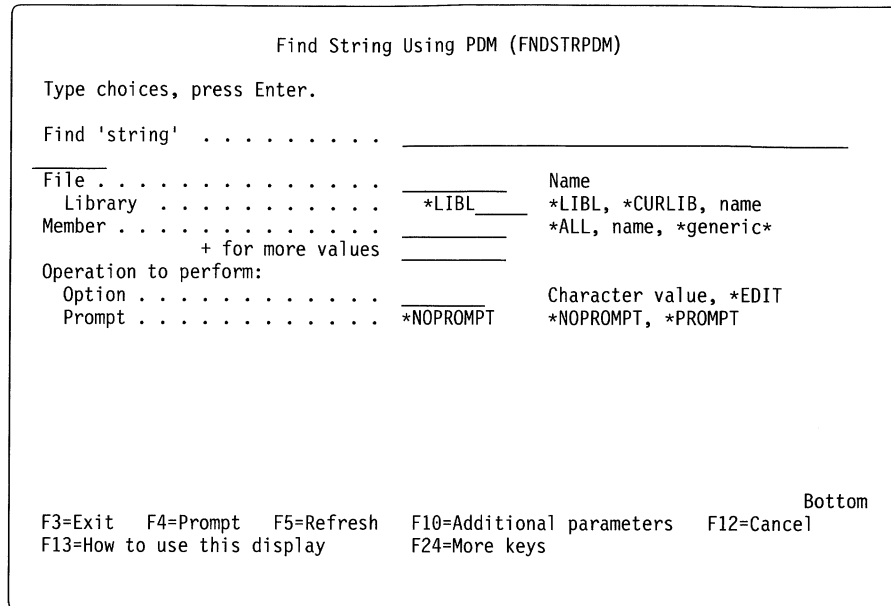 Find String Using PDM (FNDSTRPDM)
Type choices, press Enter.
Find 'string' . . . . . . . . .
File . . . . . . . . . . . . . . Name
Library . . . . . . . . . . . *LIBL *LIBL, *CURLIB, name
Member . . . . . . . . . . . . . *ALL, name, *generic*
+ for more values
Operation to perform:
Option . . . . . . . . . . . . . Character value, *EDIT
Prompt . . . . . . . . . . . . . *NOPROMPT *NOPROMPT, *PROMPT
Bottom
F3=Exit F4=Prompt F5=Refresh F10=Additional parameters F12=Cancel
F13=How to use this display F24=More keys